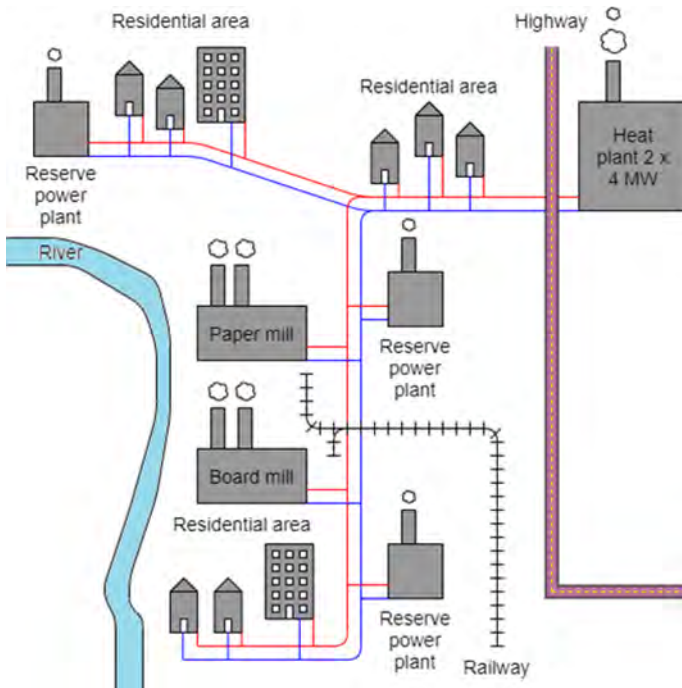 Residential area
Highway
Residential area
Heat
plant 2 x
4 MW
Reserve
power
plant
River
Paper mill
Reserve
power
plant
Board mill
Residential area
Reserve
power
plant
Railway